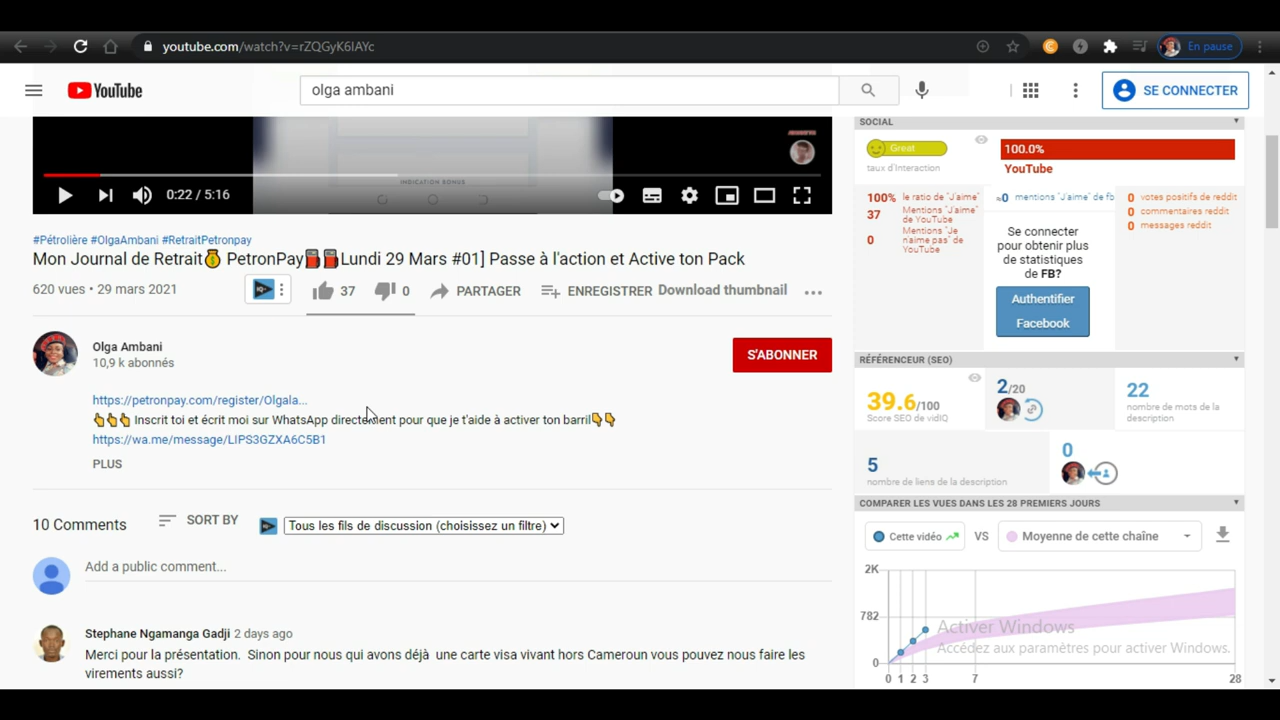 youtube.com/watch?v=rZQGyK6IAYc
En pause
YouTube
olga ambani
SE CONNECTER
INDICATION BONUS
0:22 / 5:16
#Pétrolière #OlgaAmbani #RetraitPetronpay
Mon Journal de Retrait💰 PetronPay⛽⛽Lundi 29 Mars #01] Passe à l'action et Active ton Pack
620 vues • 29 mars 2021
37
0
PARTAGER
ENREGISTRER
Download thumbnail
Olga Ambani
10,9 k abonnés
S'ABONNER
https://petronpay.com/register/Olgala...
👇👇👇 Inscrit toi et écrit moi sur WhatsApp directement pour que je t'aide à activer ton barril👇👇
https://wa.me/message/LIPS3GZXA6C5B1
PLUS
10 Comments
SORT BY
Tous les fils de discussion (choisissez un filtre)
Add a public comment...
Stephane Ngamanga Gadji 2 days ago
Merci pour la présentation. Sinon pour nous qui avons déjà une carte visa vivant hors Cameroun vous pouvez nous faire les
virements aussi?
SOCIAL
Great
taux d'Interaction
100.0%
YouTube
100% le ratio de "J'aime"
37 Mentions "J'aime"
de YouTube
0 Mentions "Je
n'aime pas" de
YouTube
≈0 mentions "J'aime" de fb
Se connecter
pour obtenir plus
de statistiques
de FB?
Authentifier
Facebook
0 votes positifs de reddit
0 commentaires reddit
0 messages reddit
RÉFÉRENCEUR (SEO)
39.6/100
Score SEO de vidIQ
2/20
22
nombre de mots de la
description
5
nombre de liens de la description
0
COMPARER LES VUES DANS LES 28 PREMIERS JOURS
Cette vidéo
VS
Moyenne de cette chaîne
2K
782
0
0 1 2 3 7 28
Activer Windows
Accédez aux paramètres pour activer Windows.